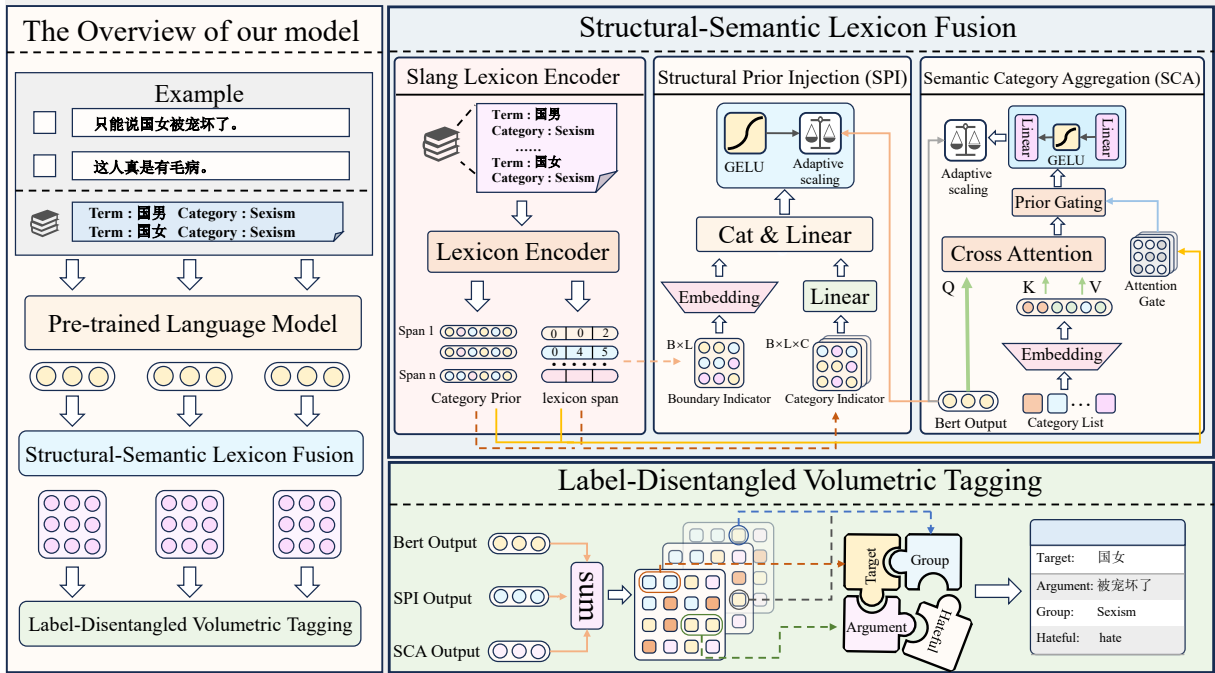 The Overview of our model
Example
只能说国女被宠坏了。
这人真是有毛病。
Term : 国男 Category : Sexism
Term : 国女 Category : Sexism
Pre-trained Language Model
Structural-Semantic Lexicon Fusion
Label-Disentangled Volumetric Tagging
Structural-Semantic Lexicon Fusion
Slang Lexicon Encoder
Term : 国男
Category : Sexism
......
Term : 国女
Category : Sexism
Lexicon Encoder
Span 1
Span n
0 0 2
0 4 5
Category Prior
lexicon span
Structural Prior Injection (SPI)
GELU
Adaptive
scaling
Cat & Linear
Embedding
Linear
B×L
B×L×C
Boundary Indicator
Category Indicator
Semantic Category Aggregation (SCA)
Adaptive
scaling
Linear
GELU
Linear
Prior Gating
Cross Attention
Attention
Gate
Q
K
V
Embedding
Bert Output
Category List
Label-Disentangled Volumetric Tagging
Bert Output
SPI Output
SCA Output
sum
Target
Group
Argument
Hateful
Target: 国女
Argument: 被宠坏了
Group: Sexism
Hateful: hate